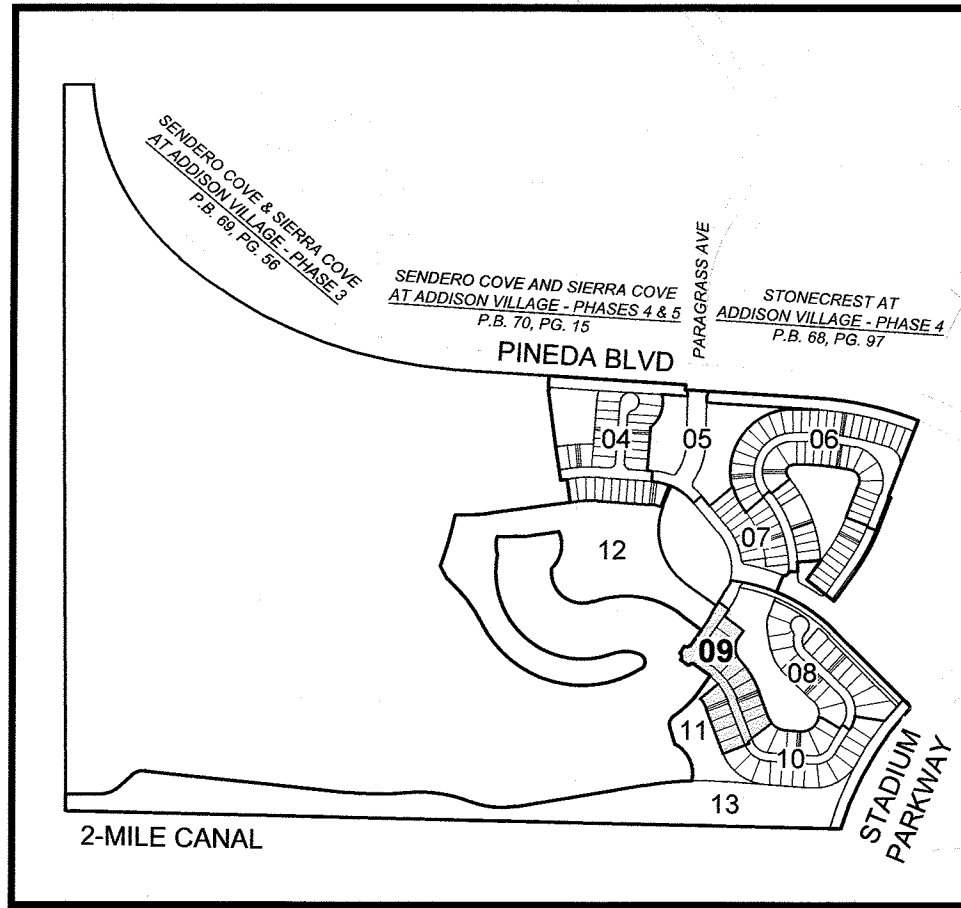 SENDERO COVE & SIERRA COVE
AT ADDISON VILLAGE - PHASE 3
P.B. 69, PG. 56
SENDERO COVE AND SIERRA COVE
AT ADDISON VILLAGE - PHASES 4 & 5
P.B. 70, PG. 15
PARAGRASS AVE
STONECREST AT
ADDISON VILLAGE - PHASE 4
P.B. 68, PG. 97
PINEDA BLVD
04
05
06
07
12
09
08
11
10
13
STADIUM
PARKWAY
2-MILE CANAL